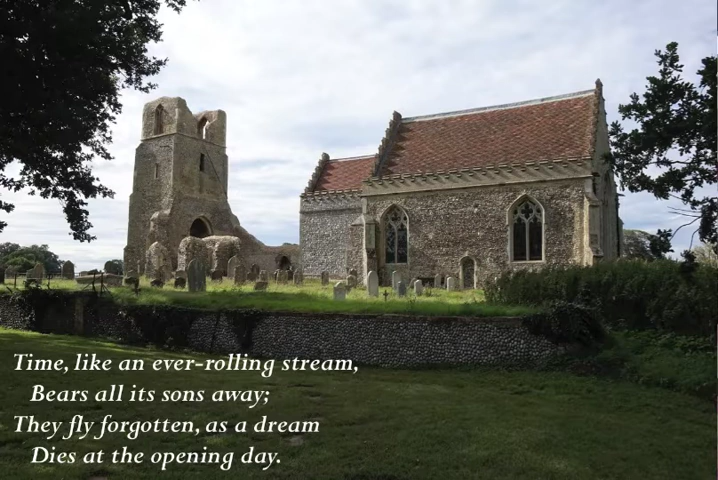 Time, like an ever-rolling stream,
Bears all its sons away;
They fly forgotten, as a dream
Dies at the opening day.